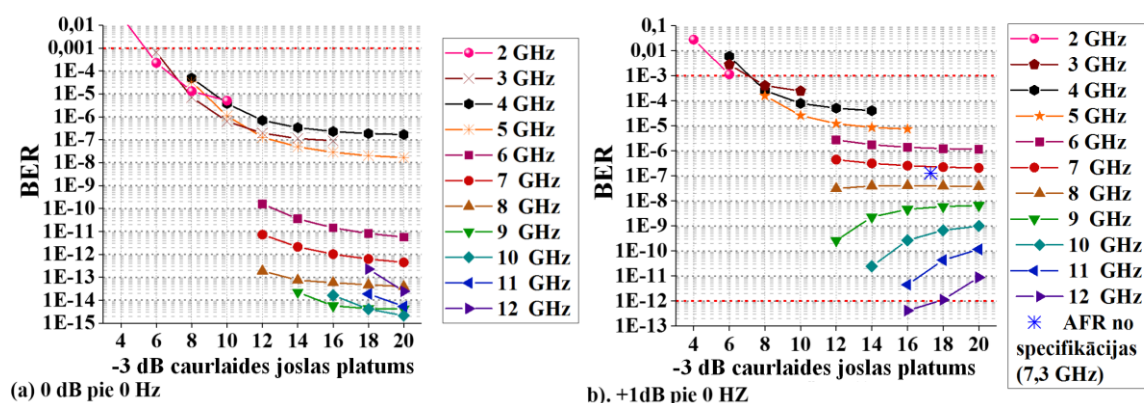 0,1
0,001
1E-4
1E-5
1E-6
1E-7
1E-8
1E-9
1E-10
1E-11
1E-12
1E-13
1E-14
1E-15
BER
4 6 8 10 12 14 16 18 20
-3 dB caurlaides joslas platums
(a) 0 dB pie 0 Hz
2 GHz
3 GHz
4 GHz
5 GHz
6 GHz
7 GHz
8 GHz
9 GHz
10 GHz
11 GHz
12 GHz
0,1
0,01
1E-3
1E-4
1E-5
1E-6
1E-7
1E-8
1E-9
1E-10
1E-11
1E-12
1E-13
BER
4 6 8 10 12 14 16 18 20
-3 dB caurlaides joslas platums
b). +1dB pie 0 HZ
2 GHz
3 GHz
4 GHz
5 GHz
6 GHz
7 GHz
8 GHz
9 GHz
10 GHz
11 GHz
12 GHz
AFR no
specifikācijas
(7,3 GHz)